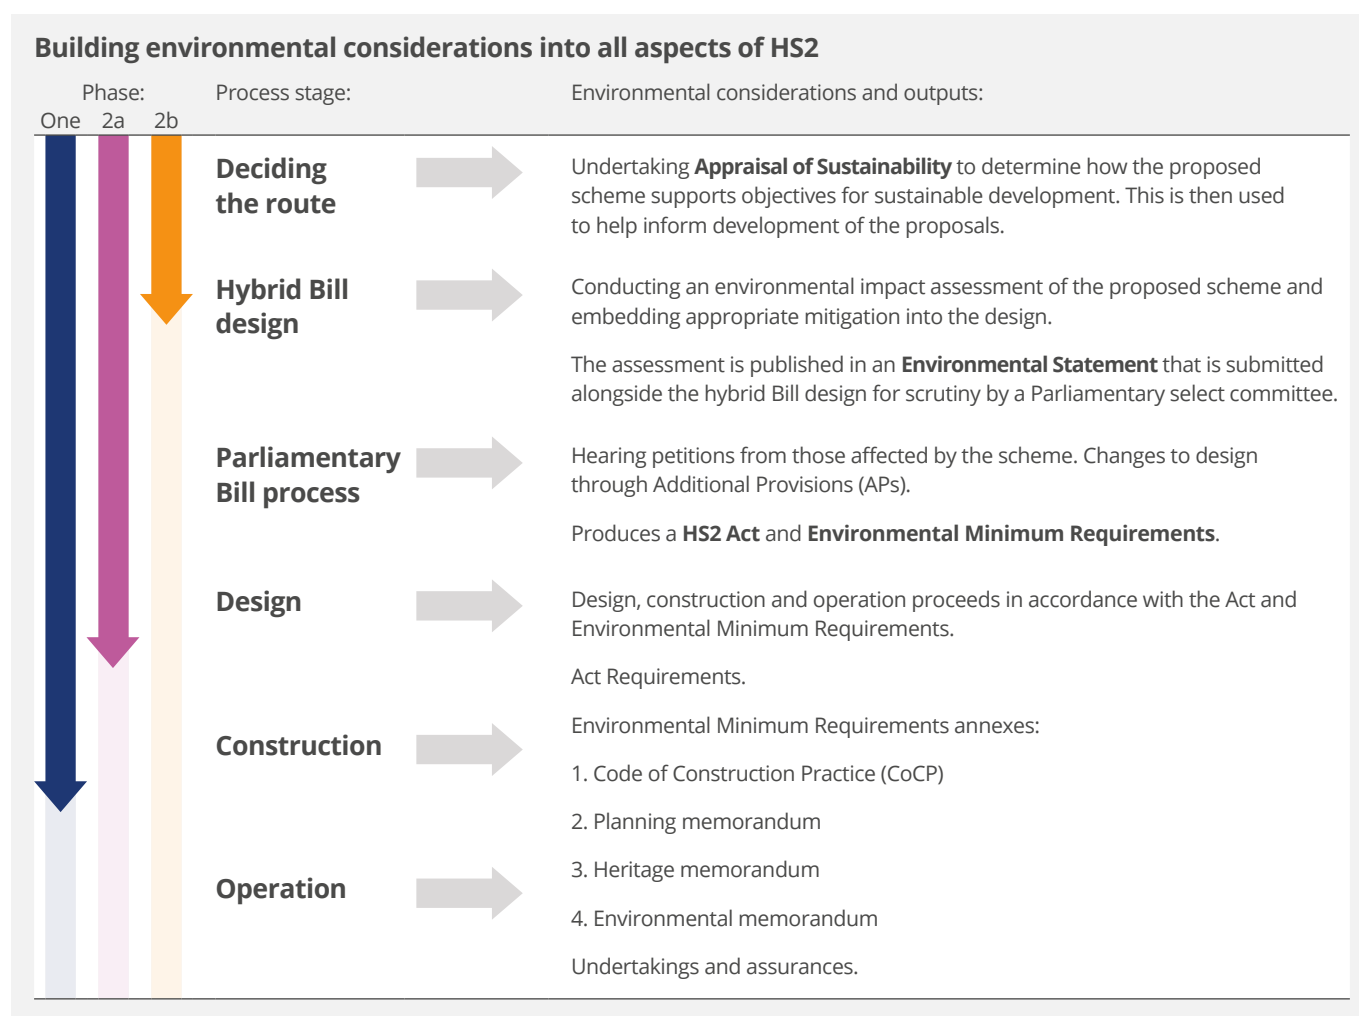 Building environmental considerations into all aspects of HS2
Phase:
One 2a 2b
Process stage:
Environmental considerations and outputs:
Deciding
the route
Undertaking Appraisal of Sustainability to determine how the proposed
scheme supports objectives for sustainable development. This is then used
to help inform development of the proposals.
Hybrid Bill
design
Conducting an environmental impact assessment of the proposed scheme and
embedding appropriate mitigation into the design.
The assessment is published in an Environmental Statement that is submitted
alongside the hybrid Bill design for scrutiny by a Parliamentary select committee.
Parliamentary
Bill process
Hearing petitions from those affected by the scheme. Changes to design
through Additional Provisions (APs).
Produces a HS2 Act and Environmental Minimum Requirements.
Design
Design, construction and operation proceeds in accordance with the Act and
Environmental Minimum Requirements.
Act Requirements.
Construction
Environmental Minimum Requirements annexes:
1. Code of Construction Practice (CoCP)
2. Planning memorandum
Operation
3. Heritage memorandum
4. Environmental memorandum
Undertakings and assurances.